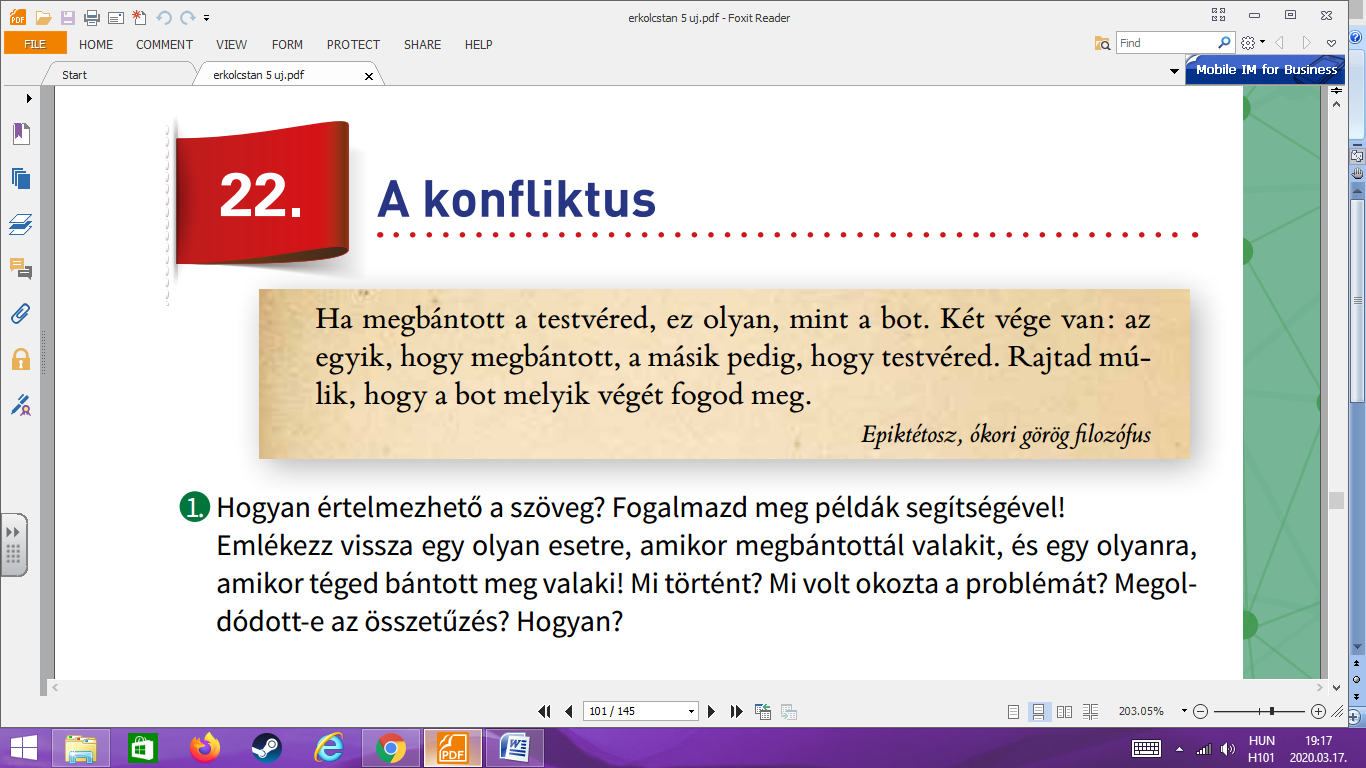 erkolcstan 5 uj.pdf - Foxit Reader
FILE HOME COMMENT VIEW FORM PROTECT SHARE HELP
Find
Start
erkolcstan 5 uj.pdf
Mobile IM for Business
22.
A konfliktus
Ha megbántott a testvéred, ez olyan, mint a bot. Két vége van: az
egyik, hogy megbántott, a másik pedig, hogy testvéred. Rajtad mú-
lik, hogy a bot melyik végét fogod meg.
Epiktétosz, ókori görög filozófus
1. Hogyan értelmezhető a szöveg? Fogalmazd meg példák segítségével!
Emlékezz vissza egy olyan esetre, amikor megbántottál valakit, és egy olyanra,
amikor téged bántott meg valaki! Mi történt? Mi volt okozta a problémát? Megol-
dódott-e az összetűzés? Hogyan?
101 / 145
203.05%
PDF
HUN
H101
19:17
2020.03.17.